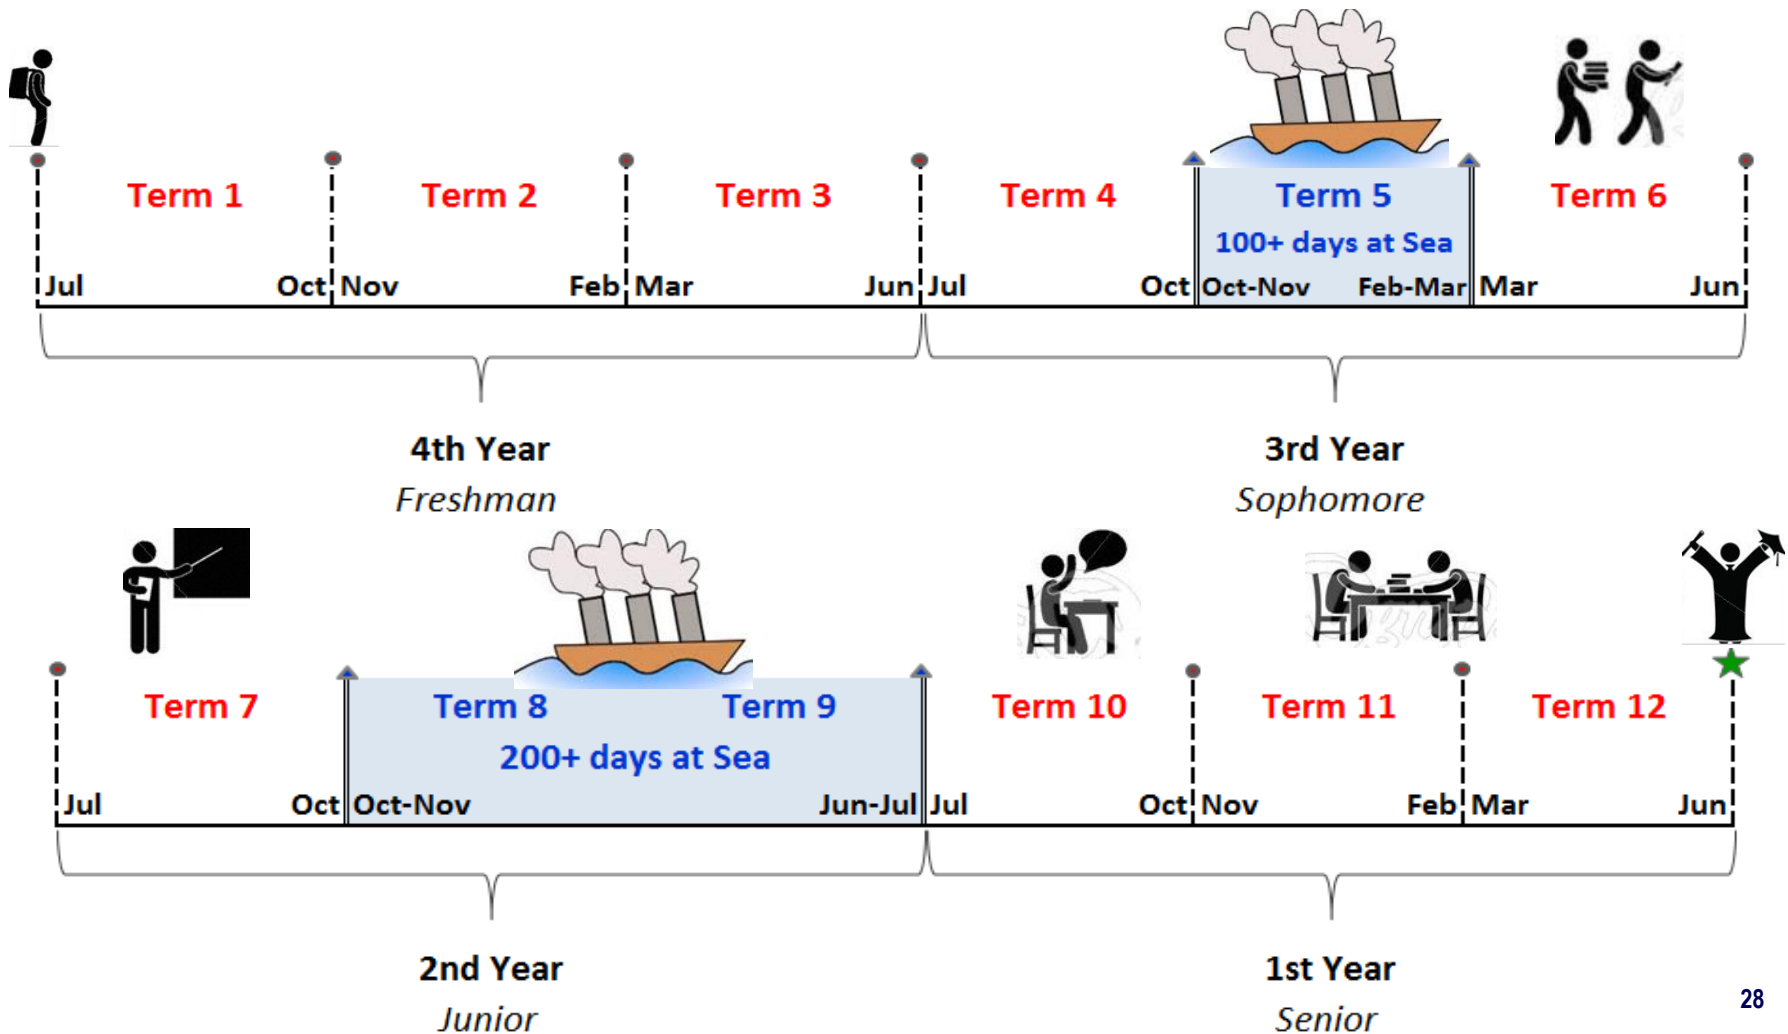 Term 1 Term 2 Term 3 Term 4 Term 5 Term 6
100+ days at Sea
Jul Oct Nov Feb Mar Jun Jul Oct Oct-Nov Feb-Mar Mar Jun
4th Year 3rd Year
Freshman Sophomore
Term 7 Term 8 Term 9 Term 10 Term 11 Term 12
200+ days at Sea
Jul Oct Oct-Nov Jun-Jul Jul Oct Nov Feb Mar Jun
2nd Year 1st Year
Junior Senior
28